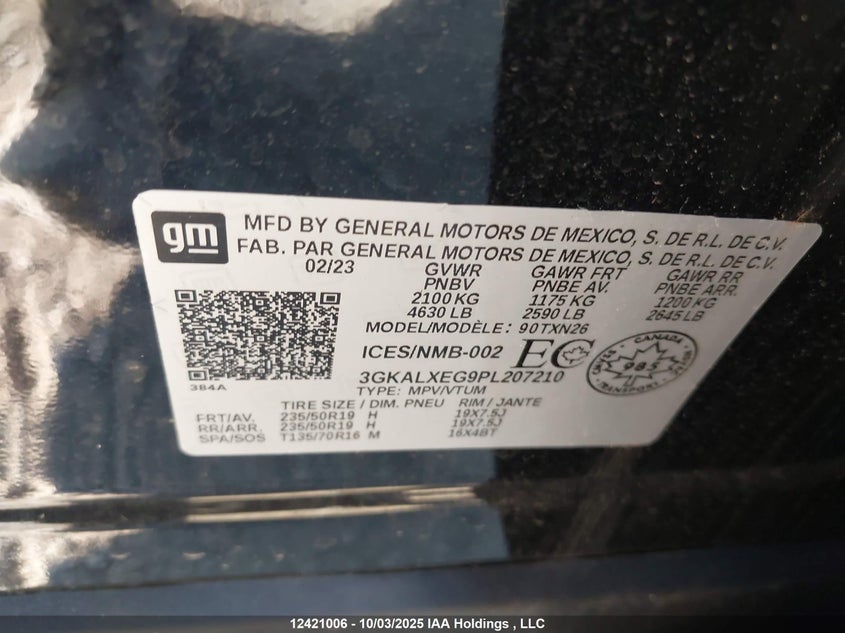 gm
MFD BY GENERAL MOTORS DE MEXICO, S. DE R.L. DE C.V.
FAB. PAR GENERAL MOTORS DE MEXICO, S. DE R.L. DE C.V.
02/23 GVWR GAWR FRT GAWR RR
PNBV PNBE AV. PNBE ARR.
2100 KG 1175 KG 1200 KG
4630 LB 2590 LB 2645 LB
MODEL/MODÈLE: 90TXN26
ICES/NMB-002 EC
CANADA
985
TRANSPORT
3GKALXEG9PL207210
384A
TYPE: MPV/VTUM
TIRE SIZE / DIM. PNEU RIM / JANTE
FRT/AV. 235/50R19 H 19X7.5J
RR/ARR. 235/50R19 H 19X7.5J
SPA/SOS T135/70R16 M 16X4BT
12421006 - 10/03/2025 IAA Holdings , LLC